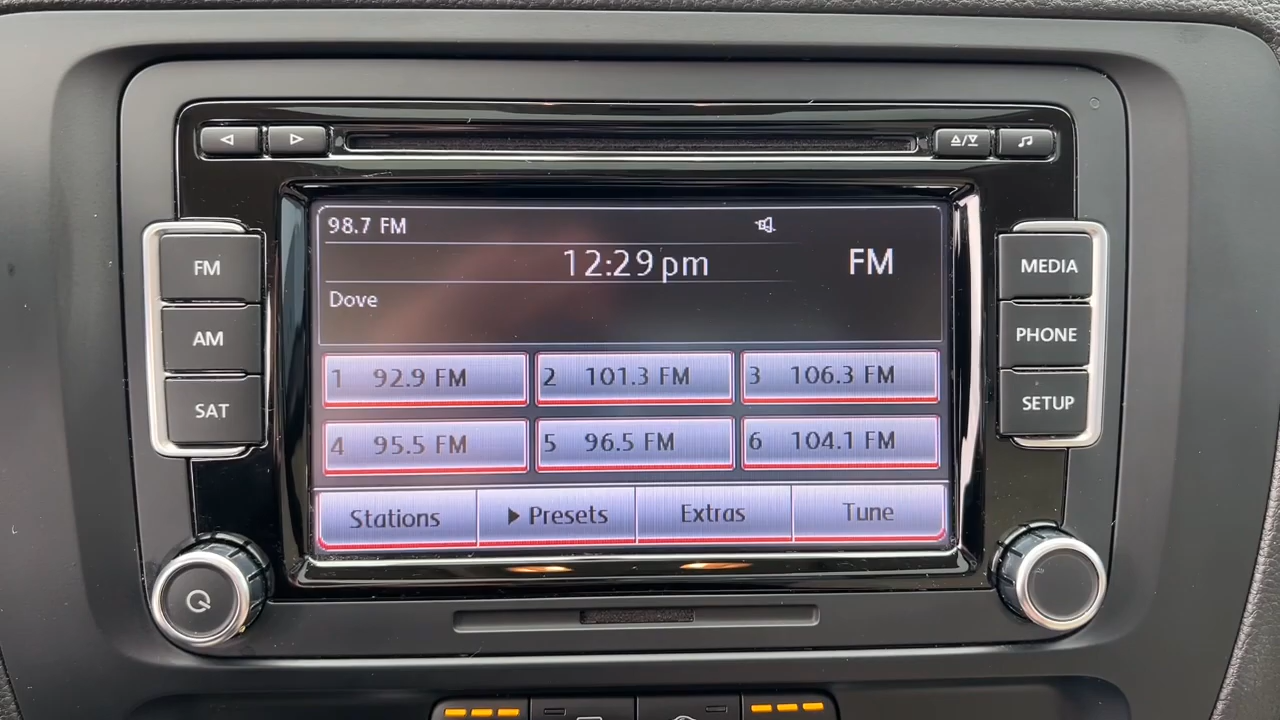 98.7 FM
12:29 pm
FM
Dove
1 92.9 FM
2 101.3 FM
3 106.3 FM
4 95.5 FM
5 96.5 FM
6 104.1 FM
Stations
Presets
Extras
Tune
FM
AM
SAT
MEDIA
PHONE
SETUP